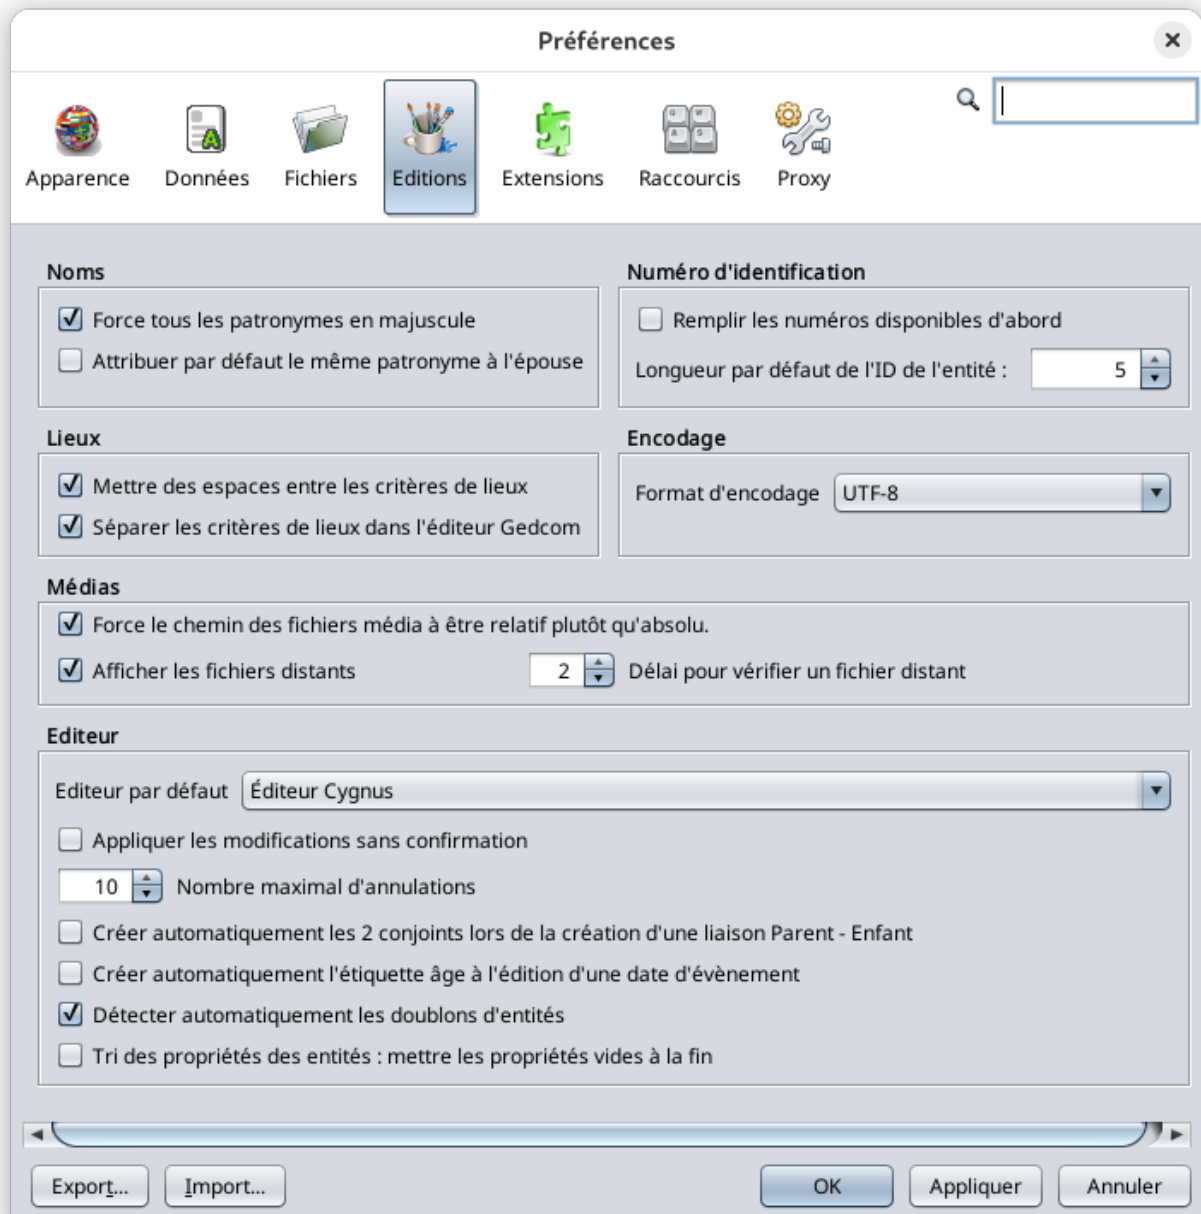 Préférences
Apparence Données Fichiers Editions Extensions Raccourcis Proxy
Noms
Force tous les patronymes en majuscule
Attribuer par défaut le même patronyme à l'épouse
Numéro d'identification
Remplir les numéros disponibles d'abord
Longueur par défaut de l'ID de l'entité : 5
Lieux
Mettre des espaces entre les critères de lieux
Séparer les critères de lieux dans l'éditeur Gedcom
Encodage
Format d'encodage UTF-8
Médias
Force le chemin des fichiers média à être relatif plutôt qu'absolu.
Afficher les fichiers distants 2 Délai pour vérifier un fichier distant
Editeur
Editeur par défaut Éditeur Cygnus
Appliquer les modifications sans confirmation
10 Nombre maximal d'annulations
Créer automatiquement les 2 conjoints lors de la création d'une liaison Parent - Enfant
Créer automatiquement l'étiquette âge à l'édition d'une date d'évènement
Détecter automatiquement les doublons d'entités
Tri des propriétés des entités : mettre les propriétés vides à la fin
Export... Import... OK Appliquer Annuler